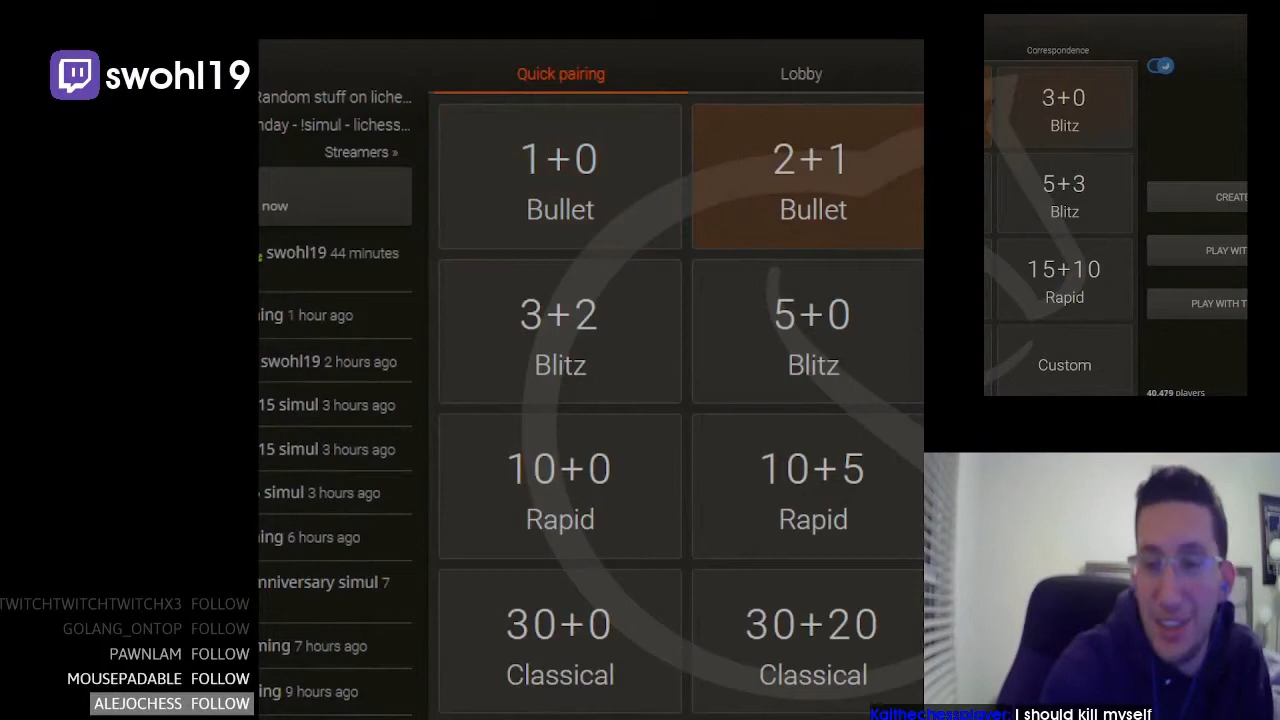 swohl19
Random stuff on liche...
nday - !simul - lichess...
Streamers »
now
swohl19 44 minutes
ing 1 hour ago
swohl19 2 hours ago
15 simul 3 hours ago
15 simul 3 hours ago
simul 3 hours ago
ing 6 hours ago
nniversary simul 7
ming 7 hours ago
ing 9 hours ago
Quick pairing
Lobby
1+0
Bullet
2+1
Bullet
3+2
Blitz
5+0
Blitz
10+0
Rapid
10+5
Rapid
30+0
Classical
30+20
Classical
Correspondence
3+0
Blitz
5+3
Blitz
15+10
Rapid
Custom
CREATE
PLAY WIT
PLAY WITH T
40,479 players
TWITCHTWITCHTWITCHX3 FOLLOW
GOLANG_ONTOP FOLLOW
PAWNLAM FOLLOW
MOUSEPADABLE FOLLOW
ALEJOCHESS FOLLOW
Kaithechessplayer: I should kill myself